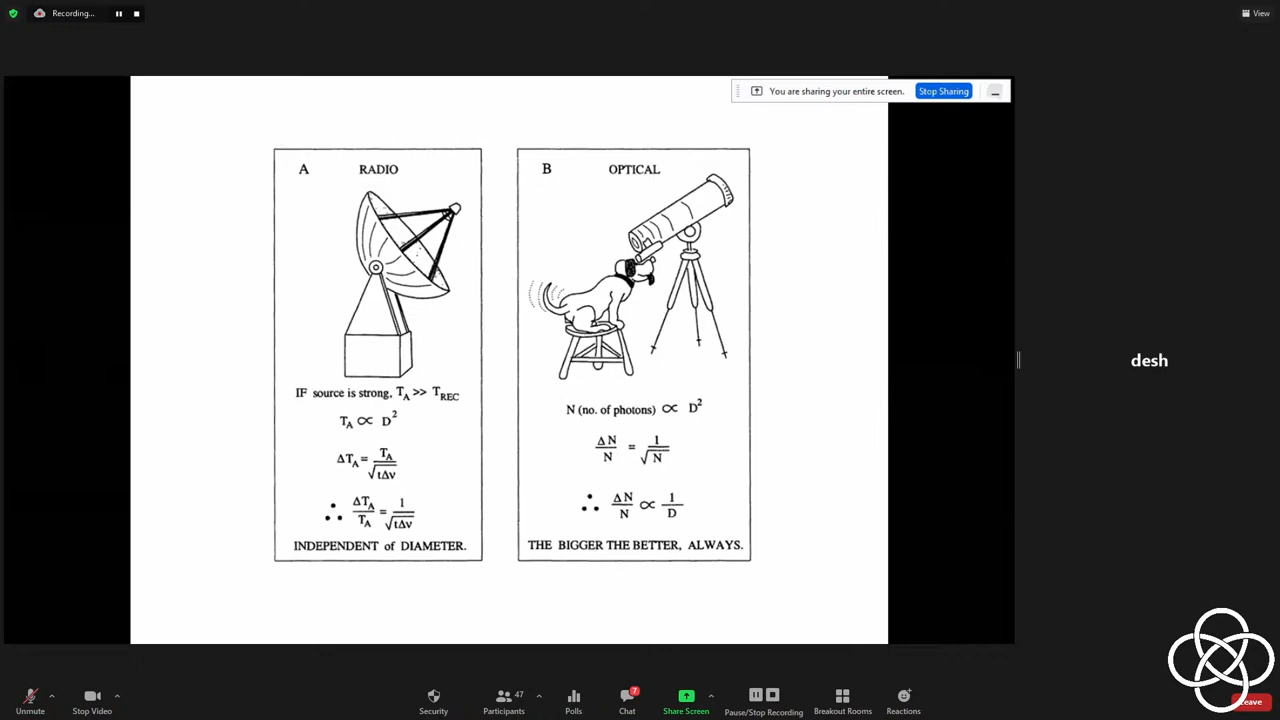 Recording...
View
You are sharing your entire screen.
Stop Sharing
A RADIO
IF source is strong, T_A >> T_REC
T_A ∝ D²
ΔT_A = T_A / √tΔν
∴ ΔT_A / T_A = 1 / √tΔν
INDEPENDENT of DIAMETER.
B OPTICAL
N (no. of photons) ∝ D²
ΔN / N = 1 / √N
∴ ΔN / N ∝ 1 / D
THE BIGGER THE BETTER, ALWAYS.
desh
Unmute
Stop Video
Security
Participants 47
Polls
Chat 7
Share Screen
Pause/Stop Recording
Breakout Rooms
Reactions
Leave